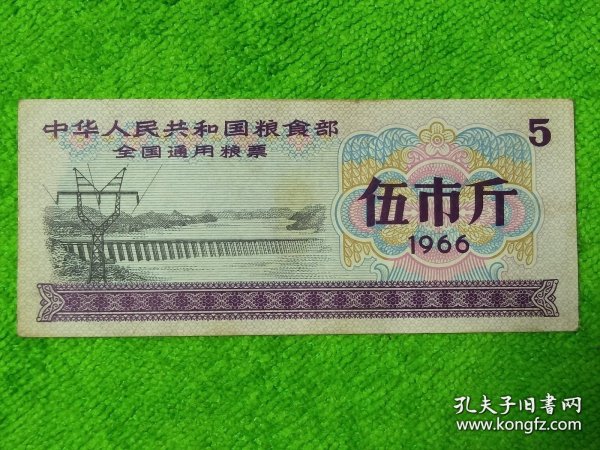 中华人民共和国粮食部
全国通用粮票
5
伍市斤
1966
孔夫子旧书网
www.kongfz.com